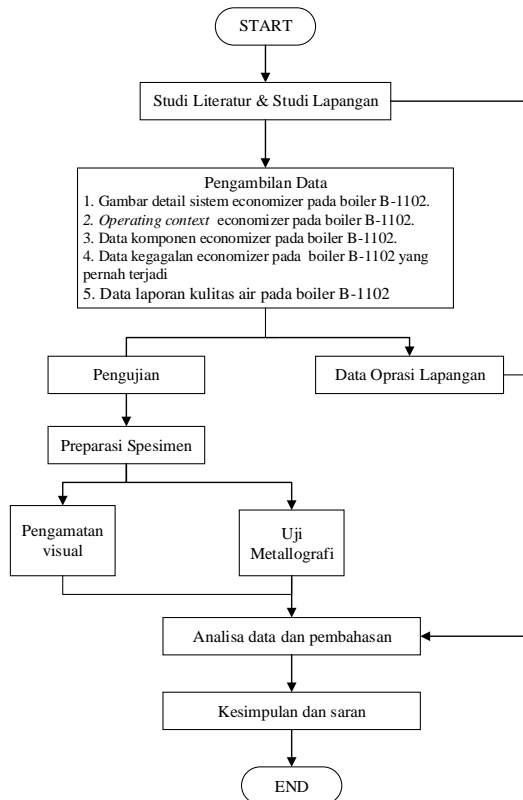 START
Studi Literatur & Studi Lapangan
Pengambilan Data
1. Gambar detail sistem economizer pada boiler B-1102.
2. Operating context economizer pada boiler B-1102.
3. Data komponen economizer pada boiler B-1102.
4. Data kegagalan economizer pada boiler B-1102 yang
pernah terjadi
5. Data laporan kulitas air pada boiler B-1102
Pengujian
Data Oprasi Lapangan
Preparasi Spesimen
Pengamatan
visual
Uji
Metallografi
Analisa data dan pembahasan
Kesimpulan dan saran
END